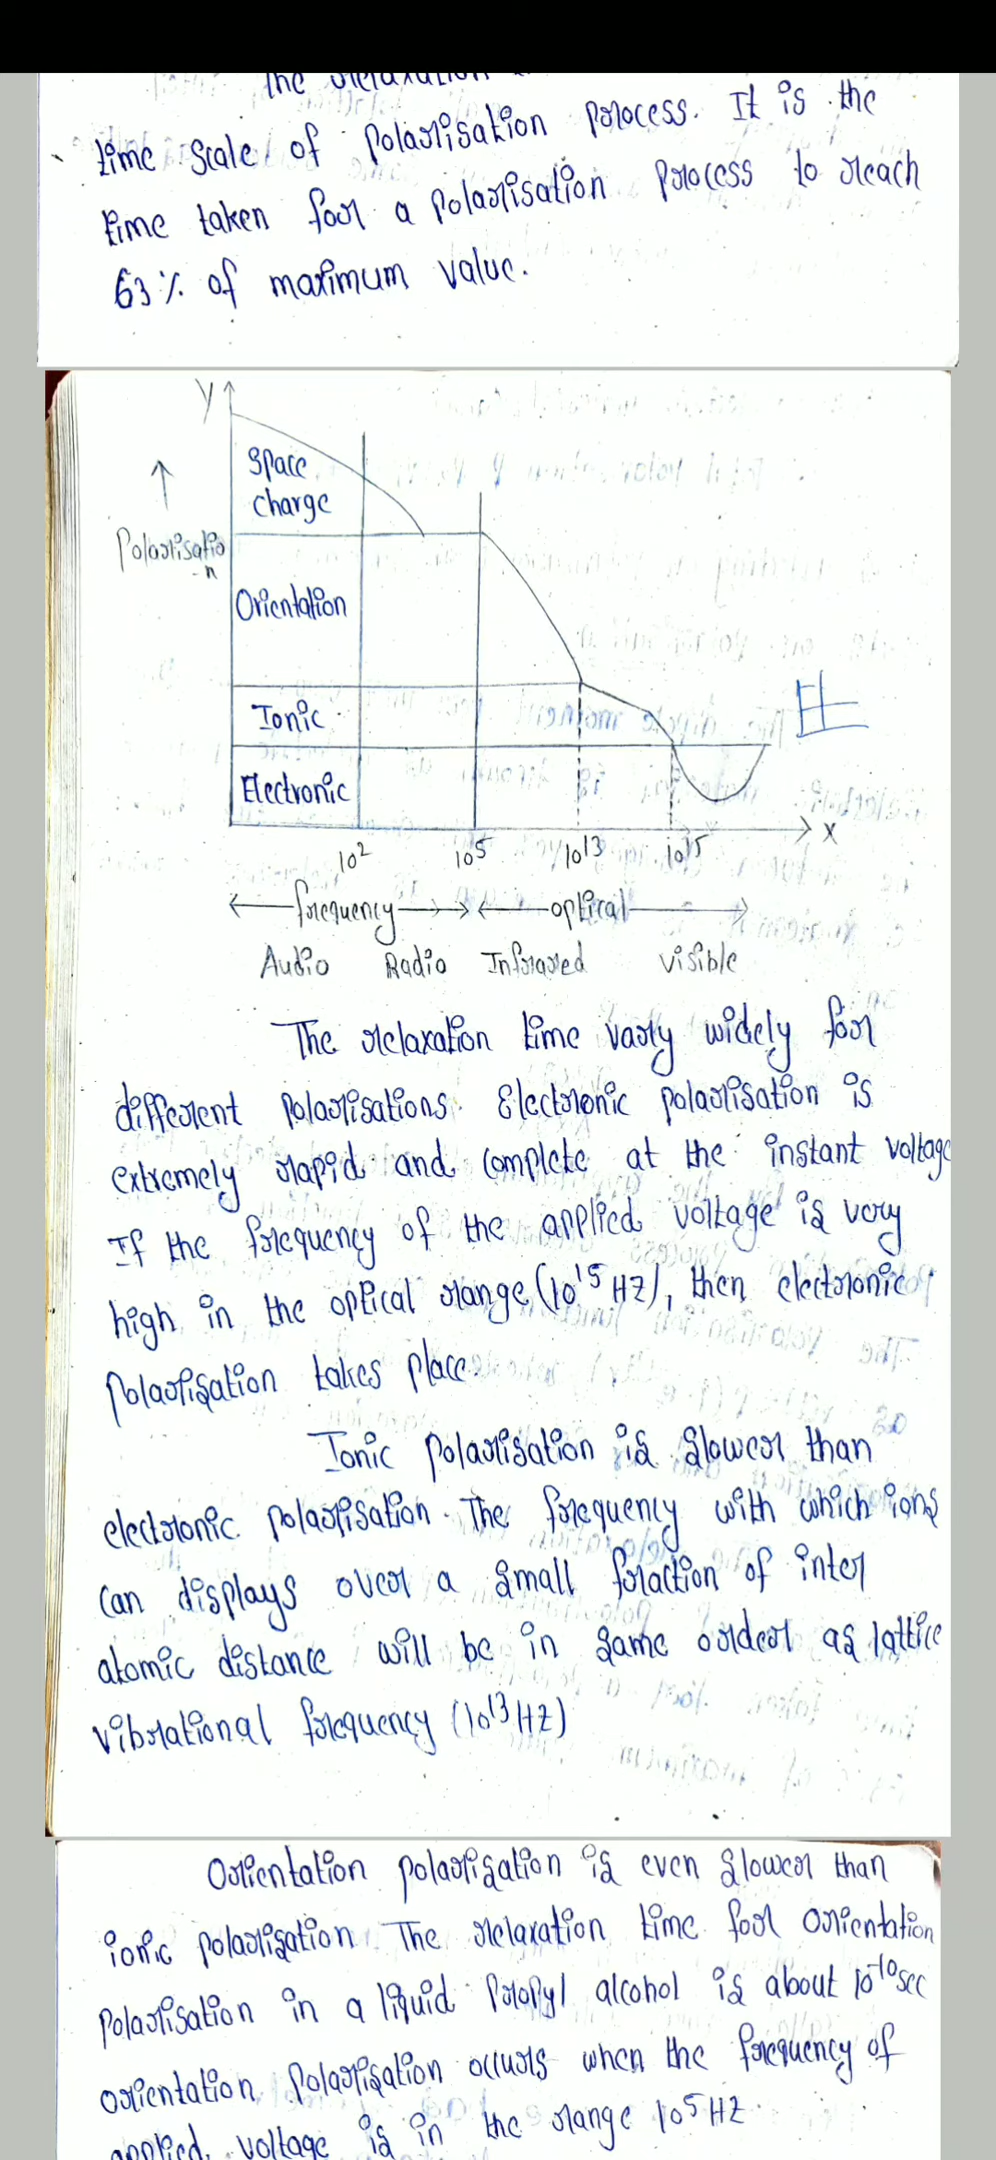 The relaxation
time scale of polarisation process. It is the
time taken for a polarisation process to reach
63% of maximum value.
Y
Space
charge
↑
Polarisatio
-n
Orientation
Ionic
Electronic
X
10² 10⁵ 10¹³ 10¹⁵
frequency optical
Audio Radio Infrared visible
The relaxation time vary widely for
different polarisations. Electronic polarisation is
extremely rapid and complete at the instant voltage
If the frequency of the applied voltage is very
high in the optical range (10¹⁵ HZ), then electronic
polarisation takes place.
Ionic polarisation is slower than
electronic polarisation. The frequency with which ions
can displays over a small fraction of inter
atomic distance will be in same order as lattice
vibrational frequency (10¹³ HZ)
Orientation polarisation is even slower than
ionic polarisation. The relaxation time for orientation
polarisation in a liquid propyl alcohol is about 10⁻¹⁰ sec
orientation polarisation occurs when the frequency of
applied voltage is in the range 10⁵ HZ.